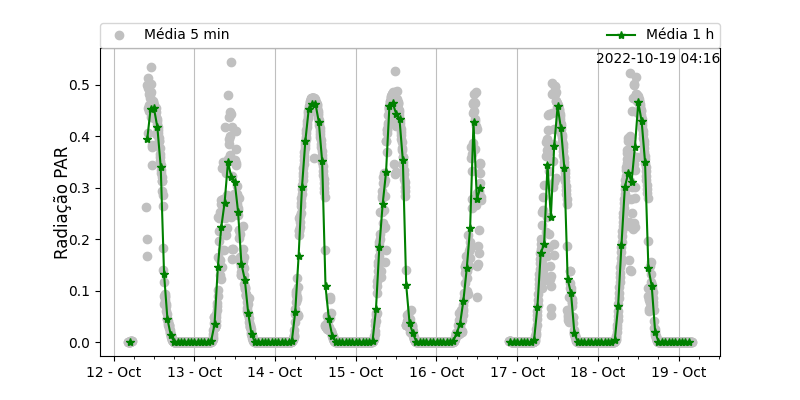 Média 5 min
Média 1 h
2022-10-19 04:16
Radiação PAR
0.5
0.4
0.3
0.2
0.1
0.0
12 - Oct
13 - Oct
14 - Oct
15 - Oct
16 - Oct
17 - Oct
18 - Oct
19 - Oct